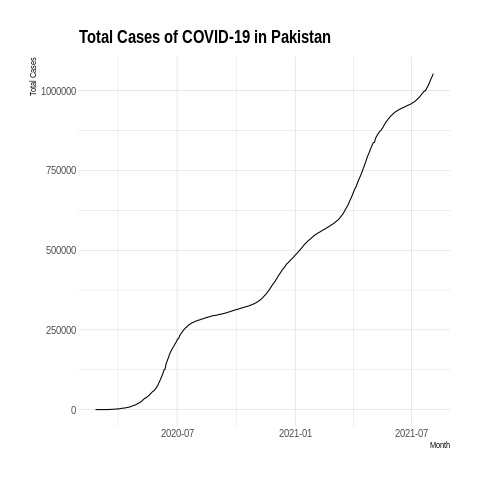 Total Cases of COVID-19 in Pakistan
Total Cases
1000000
750000
500000
250000
0
2020-07 2021-01 2021-07
Month